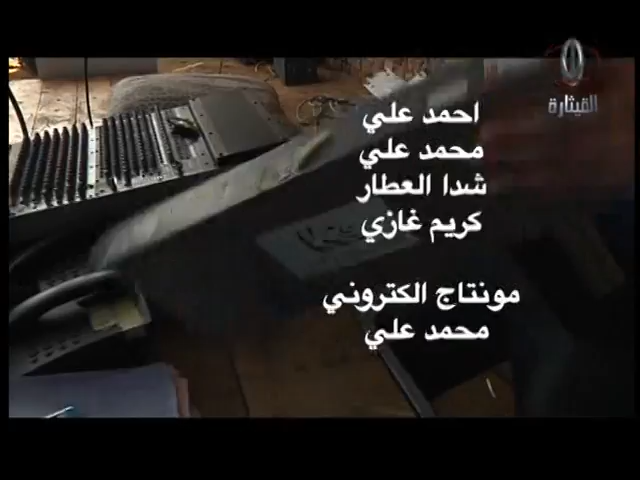 القيثارة
احمد علي
محمد علي
شدا العطار
كريم غازي
مونتاج الكتروني
محمد علي